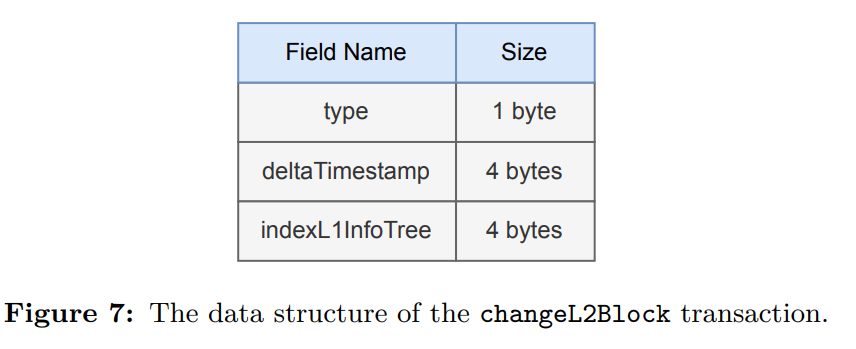 Field Name Size
type 1 byte
deltaTimestamp 4 bytes
indexL1InfoTree 4 bytes
Figure 7: The data structure of the changeL2Block transaction.